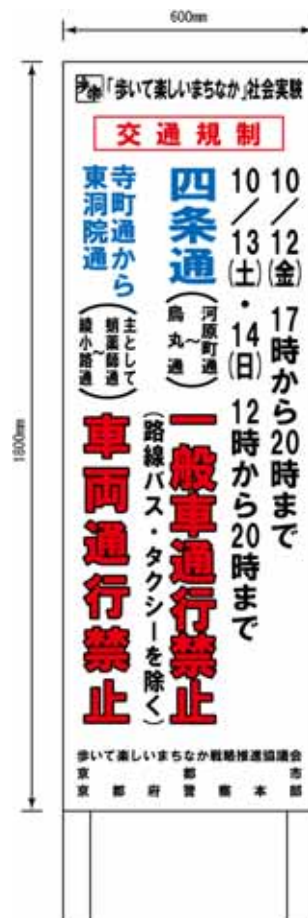 600mm
1800mm
歩楽
「歩いて楽しいまちなか」社会実験
交通規制
10/12(金) 17時から20時まで
10/13(土)・14(日) 12時から20時まで
四条通
(河原町通~烏丸通)
一般車通行禁止
(路線バス・タクシーを除く)
寺町通から
東洞院通
(主として蛸薬師通~綾小路通)
車両通行禁止
歩いて楽しいまちなか戦略推進協議会
京都市
京都府警察本部